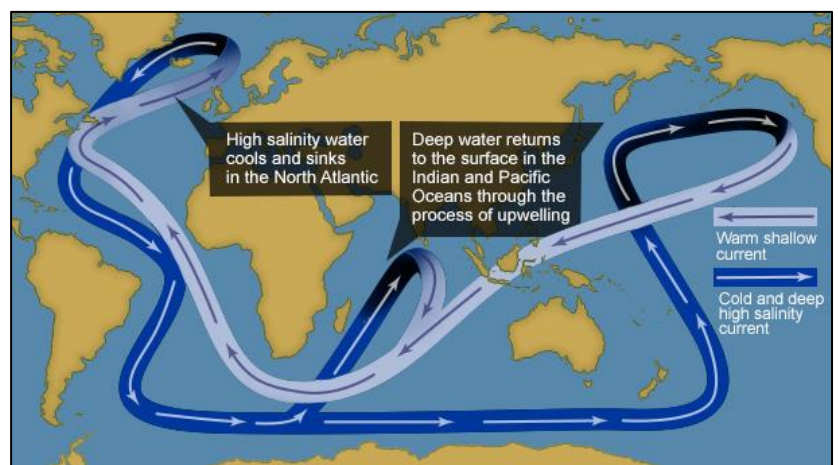 High salinity water
cools and sinks
in the North Atlantic
Deep water returns
to the surface in the
Indian and Pacific
Oceans through the
process of upwelling
Warm shallow
current
Cold and deep
high salinity
current